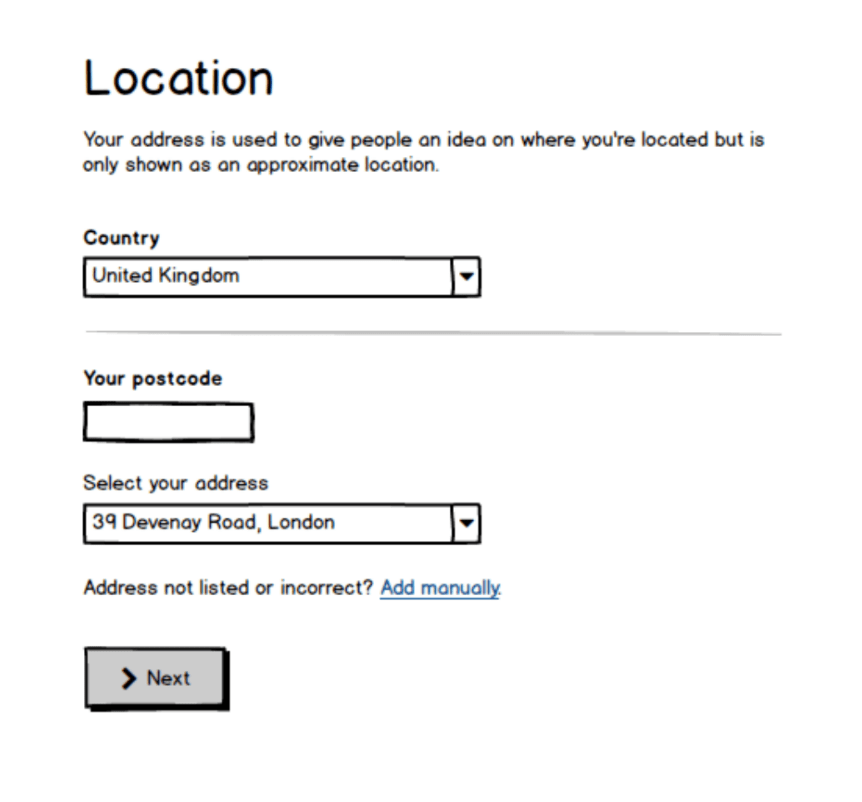 Location
Your address is used to give people an idea on where you're located but is
only shown as an approximate location.
Country
United Kingdom
Your postcode
Select your address
39 Devenay Road, London
Address not listed or incorrect? Add manually.
Next